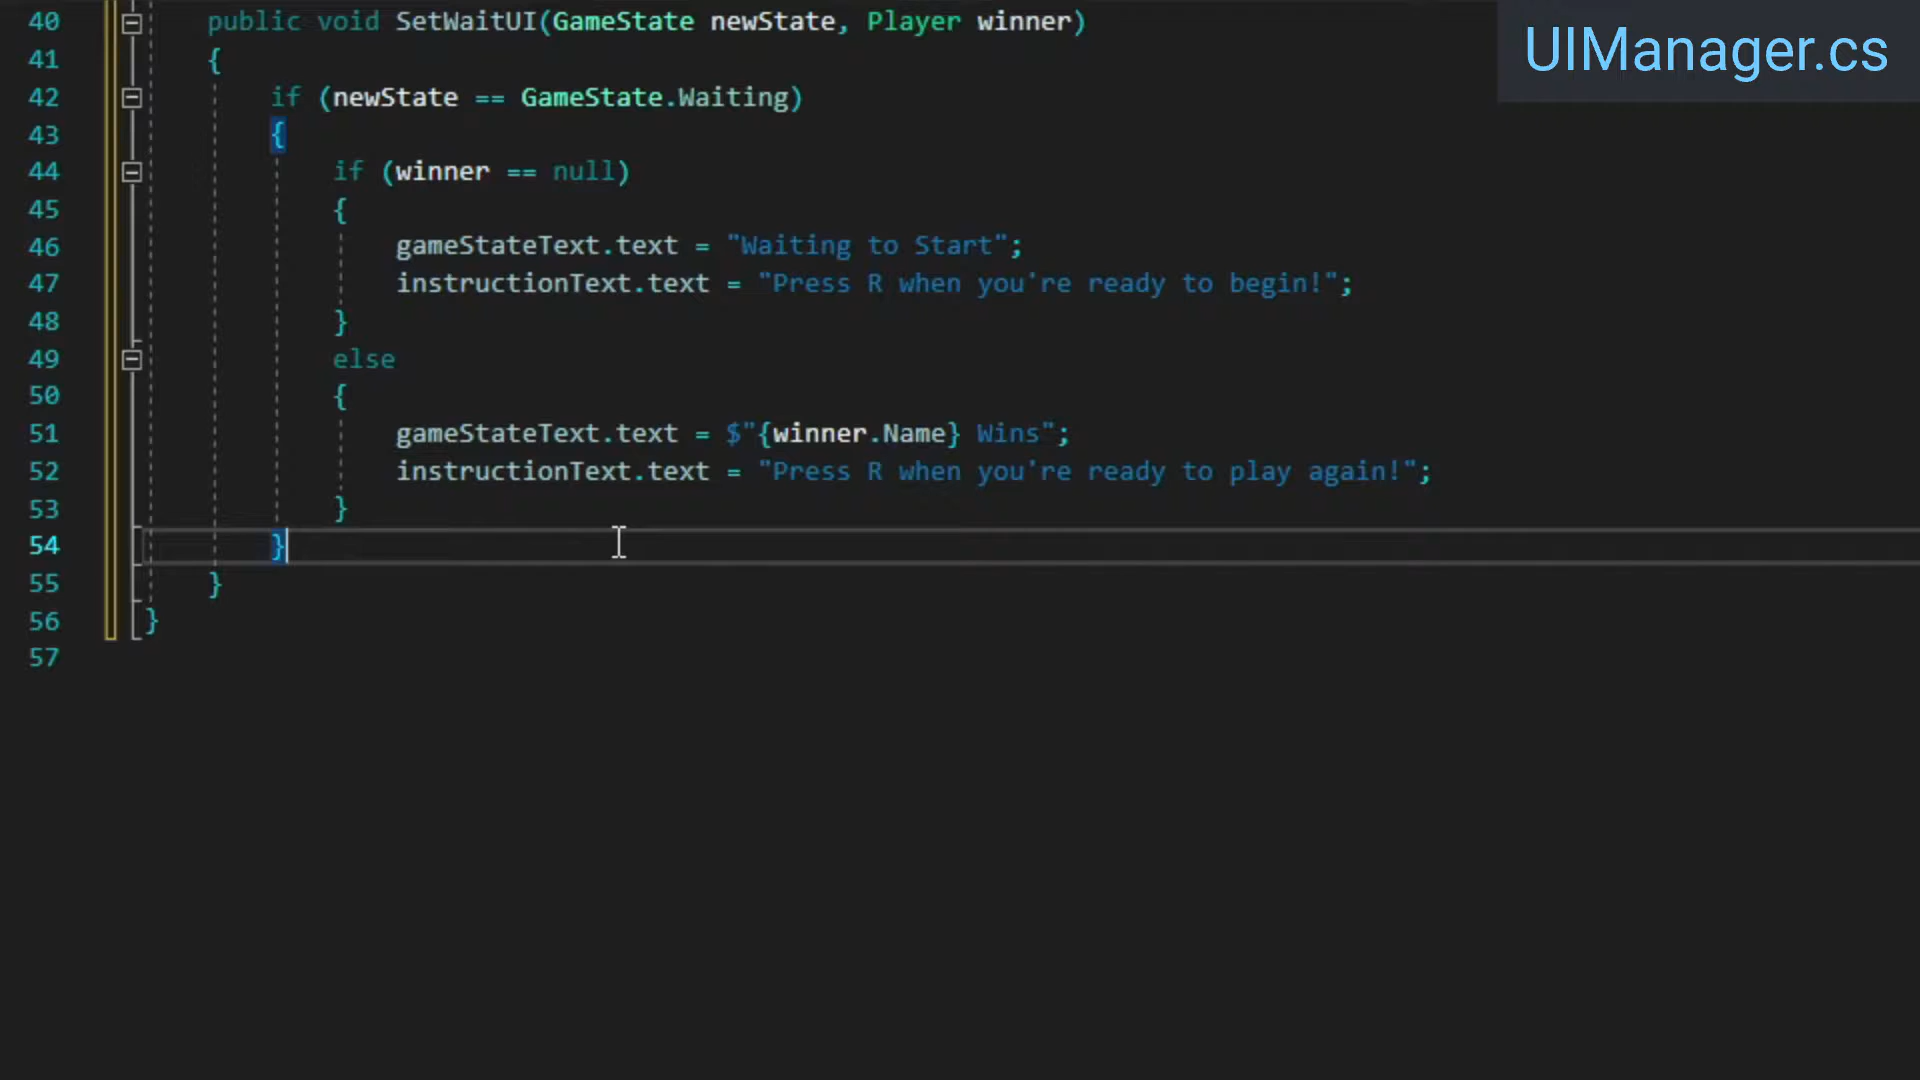 UIManager.cs
40 public void SetWaitUI(GameState newState, Player winner)
41 {
42 if (newState == GameState.Waiting)
43 {
44 if (winner == null)
45 {
46 gameStateText.text = "Waiting to Start";
47 instructionText.text = "Press R when you're ready to begin!";
48 }
49 else
50 {
51 gameStateText.text = $"{winner.Name} Wins";
52 instructionText.text = "Press R when you're ready to play again!";
53 }
54 }
55 }
56 }
57